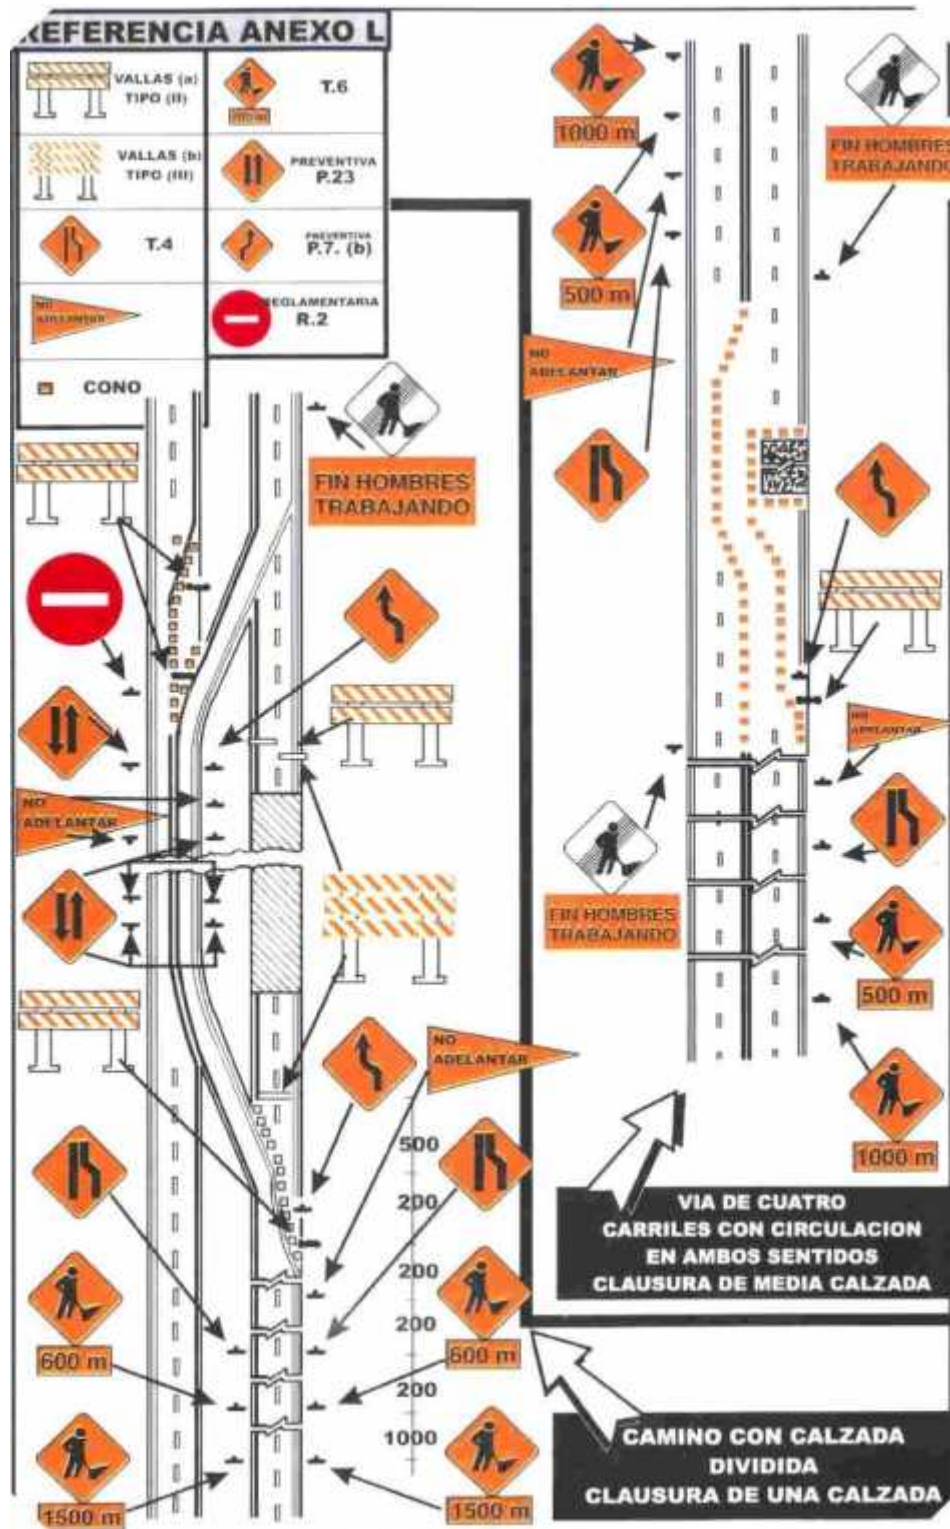 REFERENCIA ANEXO L
VALLAS (a)
TIPO (II)
T.6
VALLAS (b)
TIPO (III)
PREVENTIVA
P.23
T.4
PREVENTIVA
P.7. (b)
NO
ADELANTAR
REGLAMENTARIA
R.2
CONO
FIN HOMBRES
TRABAJANDO
NO
ADELANTAR
NO
ADELANTAR
500
200
200
200
200
1000
600 m
1500 m
600 m
1500 m
1000 m
500 m
NO
ADELANTAR
FIN HOMBRES
TRABAJANDO
NO
ADELANTAR
FIN HOMBRES
TRABAJANDO
500 m
1000 m
VIA DE CUATRO
CARRILES CON CIRCULACION
EN AMBOS SENTIDOS
CLAUSURA DE MEDIA CALZADA
CAMINO CON CALZADA
DIVIDIDA
CLAUSURA DE UNA CALZADA